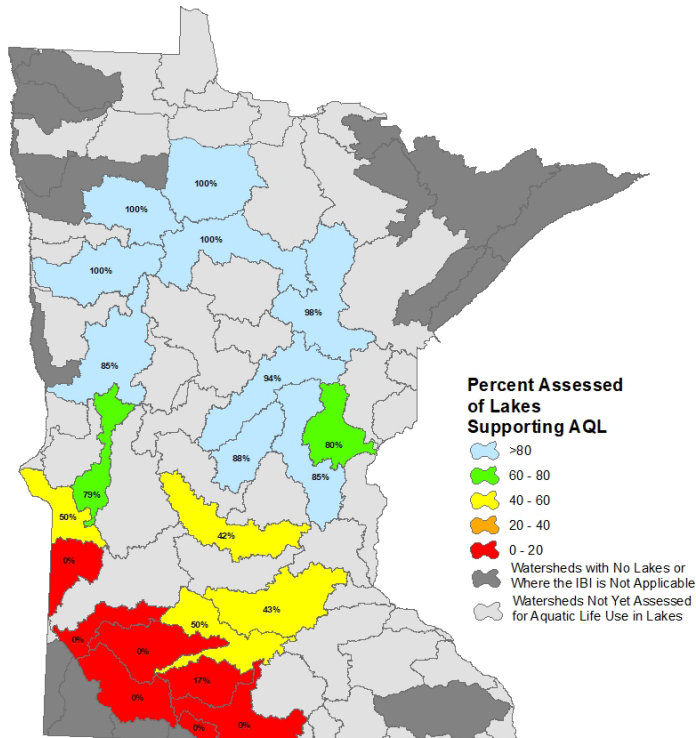 100%
100%
100%
100%
98%
85%
94%
80%
88%
85%
79%
50%
42%
0%
43%
50%
0%
0%
17%
0%
0%
0%
Percent Assessed
of Lakes
Supporting AQL
>80
60 - 80
40 - 60
20 - 40
0 - 20
Watersheds with No Lakes or
Where the IBI is Not Applicable
Watersheds Not Yet Assessed
for Aquatic Life Use in Lakes